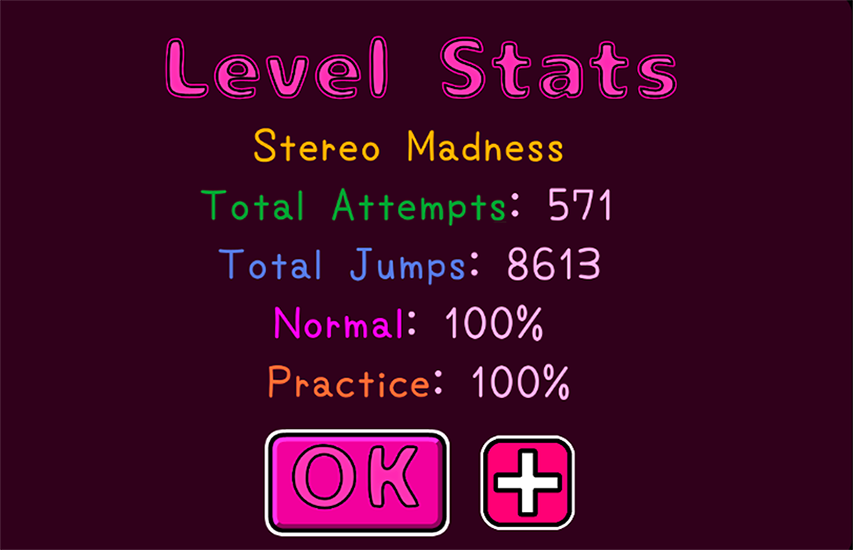 Level Stats
Stereo Madness
Total Attempts: 571
Total Jumps: 8613
Normal: 100%
Practice: 100%
OK